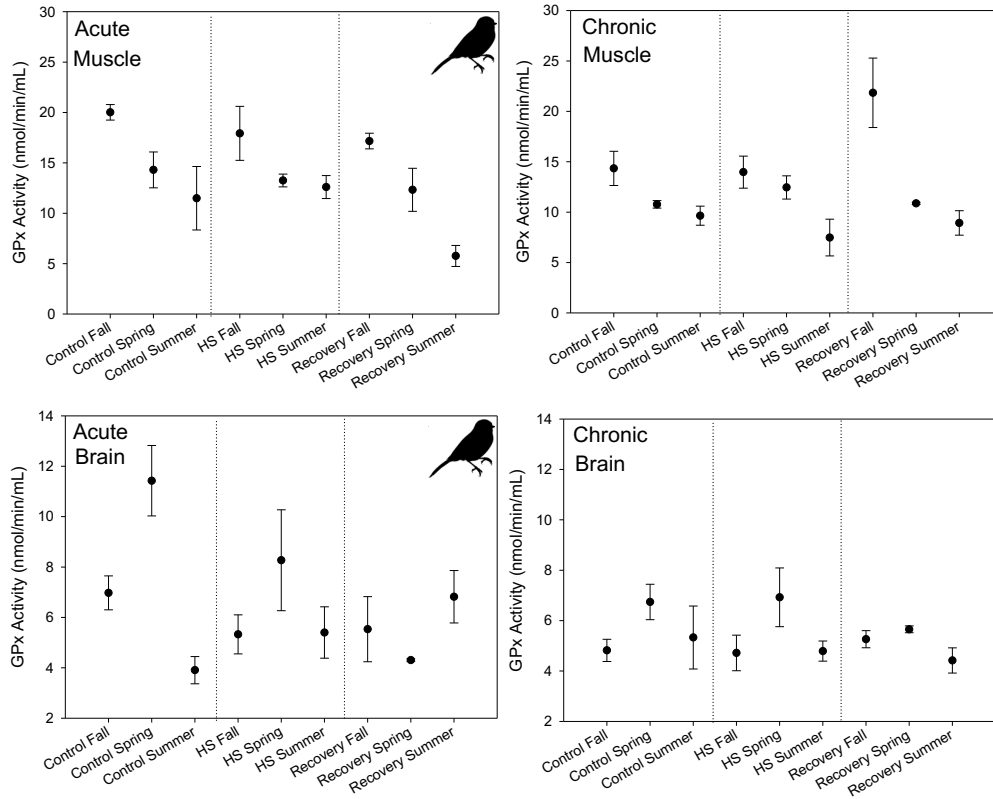 Acute
Muscle
GPx Activity (nmol/min/mL)
30
25
20
15
10
5
0
Control Fall
Control Spring
Control Summer
HS Fall
HS Spring
HS Summer
Recovery Fall
Recovery Spring
Recovery Summer
Chronic
Muscle
GPx Activity (nmol/min/mL)
30
25
20
15
10
5
0
Control Fall
Control Spring
Control Summer
HS Fall
HS Spring
HS Summer
Recovery Fall
Recovery Spring
Recovery Summer
Acute
Brain
GPx Activity (nmol/min/mL)
14
12
10
8
6
4
2
Control Fall
Control Spring
Control Summer
HS Fall
HS Spring
HS Summer
Recovery Fall
Recovery Spring
Recovery Summer
Chronic
Brain
GPx Activity (nmol/min/mL)
14
12
10
8
6
4
2
Control Fall
Control Spring
Control Summer
HS Fall
HS Spring
HS Summer
Recovery Fall
Recovery Spring
Recovery Summer